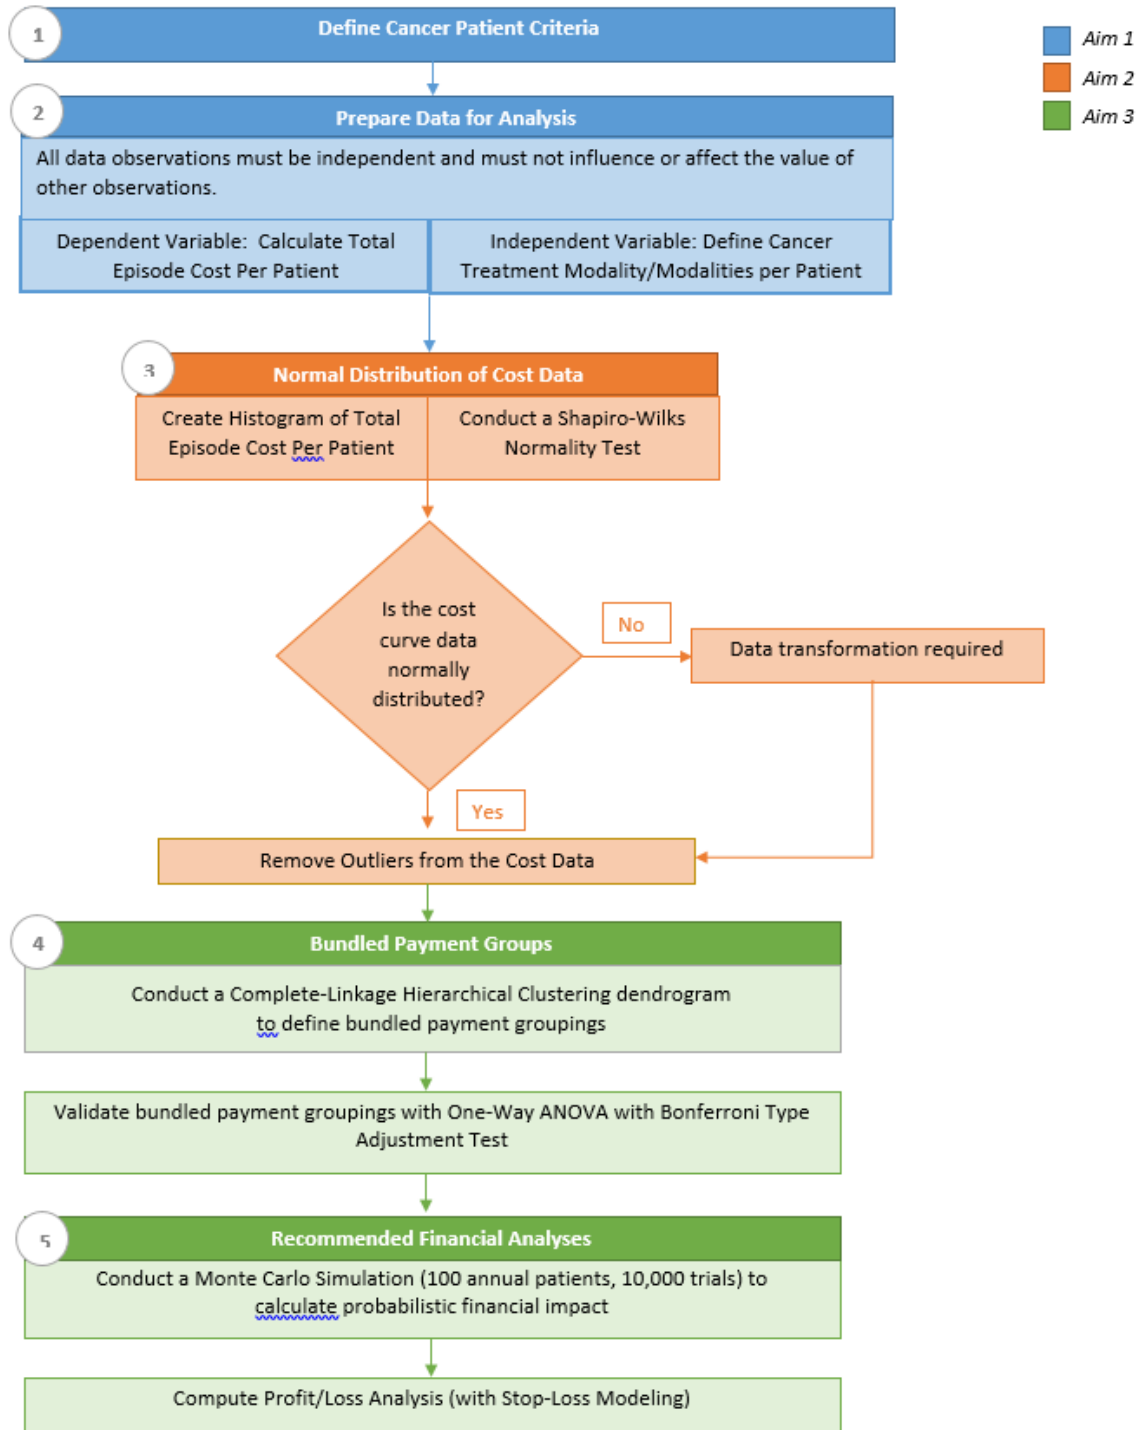 1
Define Cancer Patient Criteria
Aim 1
Aim 2
Aim 3
2
Prepare Data for Analysis
All data observations must be independent and must not influence or affect the value of
other observations.
Dependent Variable:  Calculate Total
Episode Cost Per Patient
Independent Variable: Define Cancer
Treatment Modality/Modalities per Patient
3
Normal Distribution of Cost Data
Create Histogram of Total
Episode Cost Per Patient
Conduct a Shapiro-Wilks
Normality Test
Is the cost
curve data
normally
distributed?
No
Data transformation required
Yes
Remove Outliers from the Cost Data
4
Bundled Payment Groups
Conduct a Complete-Linkage Hierarchical Clustering dendrogram
to define bundled payment groupings
Validate bundled payment groupings with One-Way ANOVA with Bonferroni Type
Adjustment Test
5
Recommended Financial Analyses
Conduct a Monte Carlo Simulation (100 annual patients, 10,000 trials) to
calculate probabilistic financial impact
Compute Profit/Loss Analysis (with Stop-Loss Modeling)